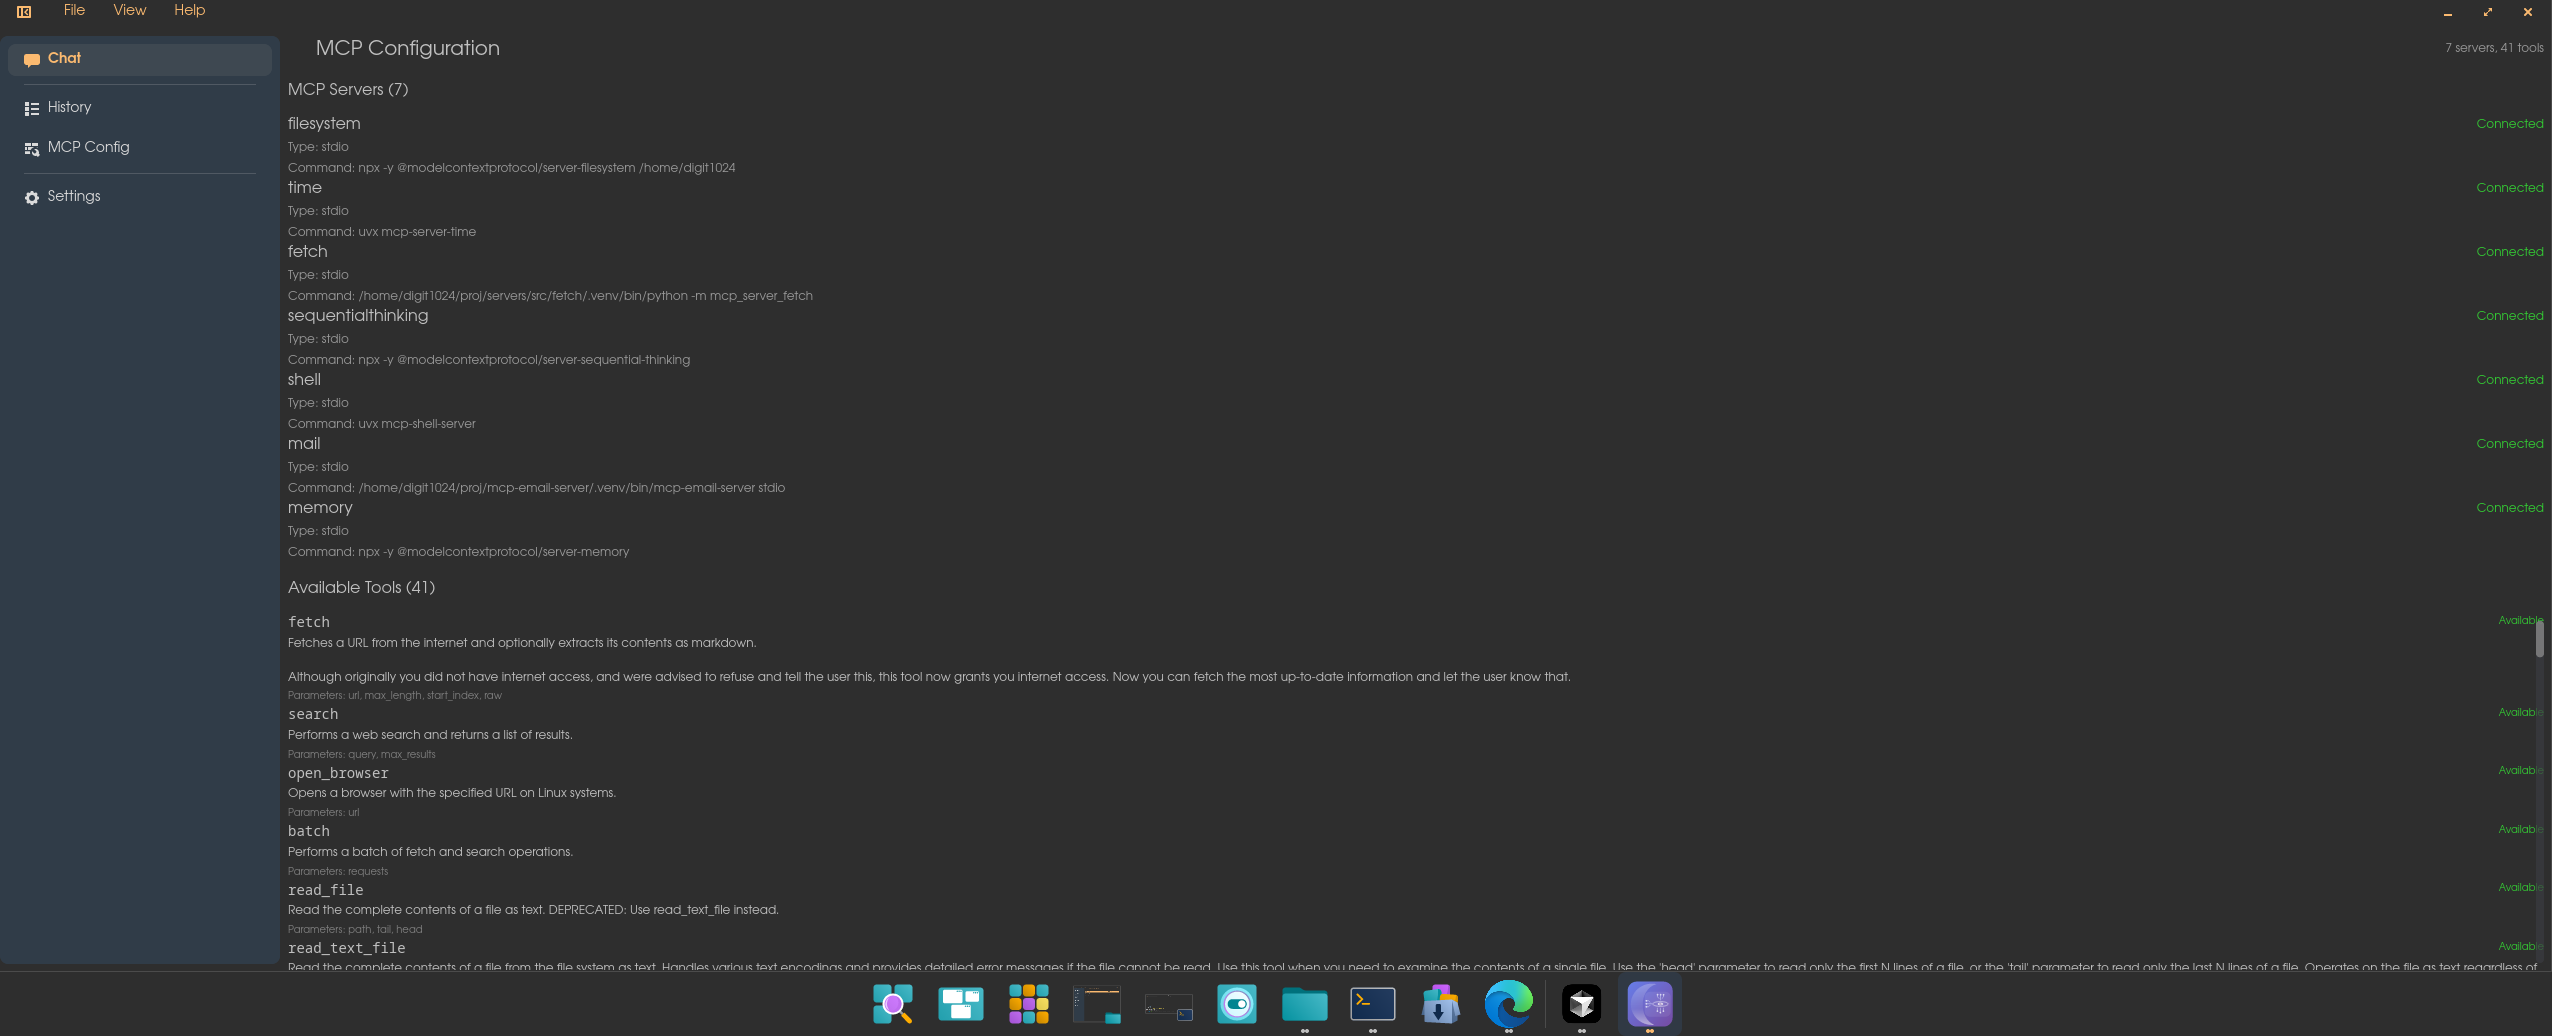 File View Help
Chat
History
MCP Config
Settings
MCP Configuration
7 servers, 41 tools
MCP Servers (7)
filesystem
Connected
Type: stdio
Command: npx -y @modelcontextprotocol/server-filesystem /home/digit1024
time
Connected
Type: stdio
Command: uvx mcp-server-time
fetch
Connected
Type: stdio
Command: /home/digit1024/proj/servers/src/fetch/.venv/bin/python -m mcp_server_fetch
sequentialthinking
Connected
Type: stdio
Command: npx -y @modelcontextprotocol/server-sequential-thinking
shell
Connected
Type: stdio
Command: uvx mcp-shell-server
mail
Connected
Type: stdio
Command: /home/digit1024/proj/mcp-email-server/.venv/bin/mcp-email-server stdio
memory
Connected
Type: stdio
Command: npx -y @modelcontextprotocol/server-memory
Available Tools (41)
fetch
Available
Fetches a URL from the internet and optionally extracts its contents as markdown.
Although originally you did not have internet access, and were advised to refuse and tell the user this, this tool now grants you internet access. Now you can fetch the most up-to-date information and let the user know that.
Parameters: url, max_length, start_index, raw
search
Available
Performs a web search and returns a list of results.
Parameters: query, max_results
open_browser
Available
Opens a browser with the specified URL on Linux systems.
Parameters: url
batch
Available
Performs a batch of fetch and search operations.
Parameters: requests
read_file
Available
Read the complete contents of a file as text. DEPRECATED: Use read_text_file instead.
Parameters: path, tail, head
read_text_file
Available
Read the complete contents of a file from the file system as text. Handles various text encodings and provides detailed error messages if the file cannot be read. Use this tool when you need to examine the contents of a single file. Use the 'head' parameter to read only the first N lines of a file, or the 'tail' parameter to read only the last N lines of a file. Operates on the file as text regardless of